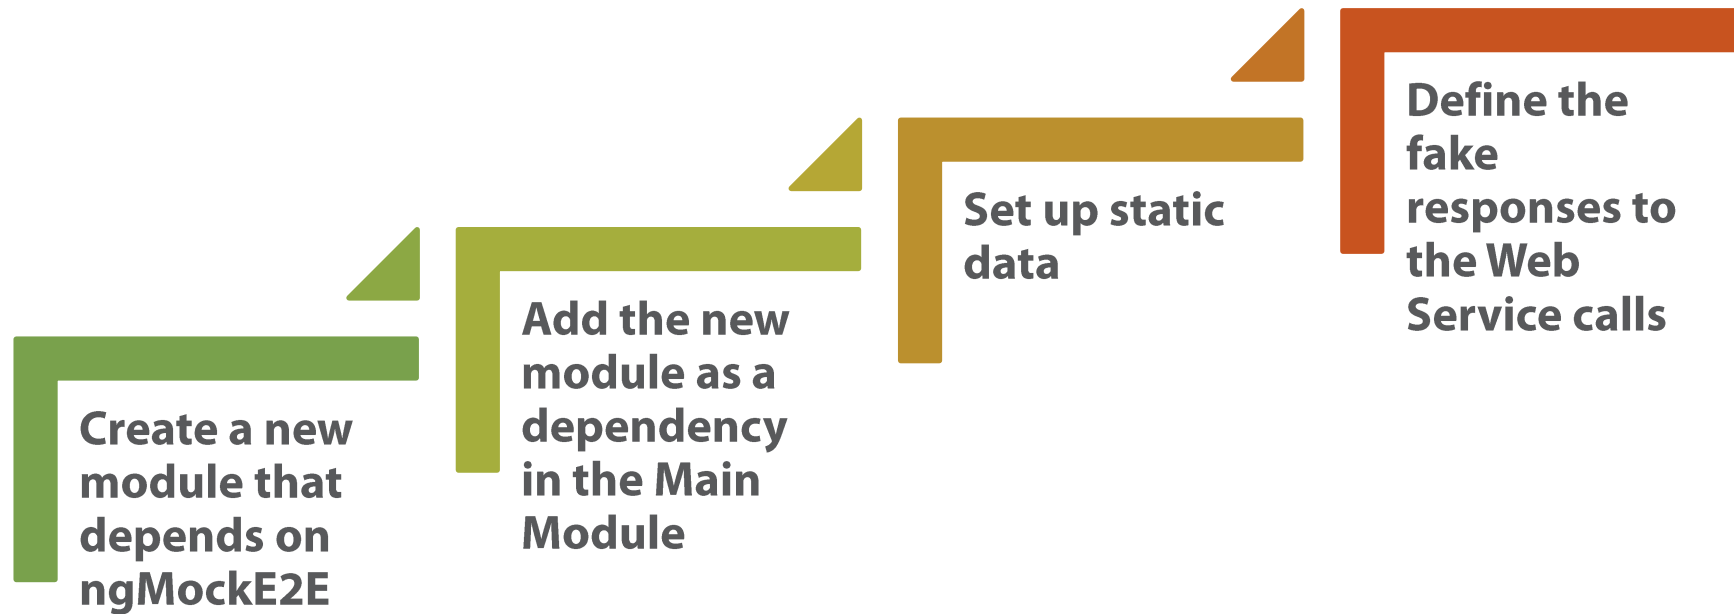 Create a new
module that
depends on
ngMockE2E
Add the new
module as a
dependency
in the Main
Module
Set up static
data
Define the
fake
responses to
the Web
Service calls